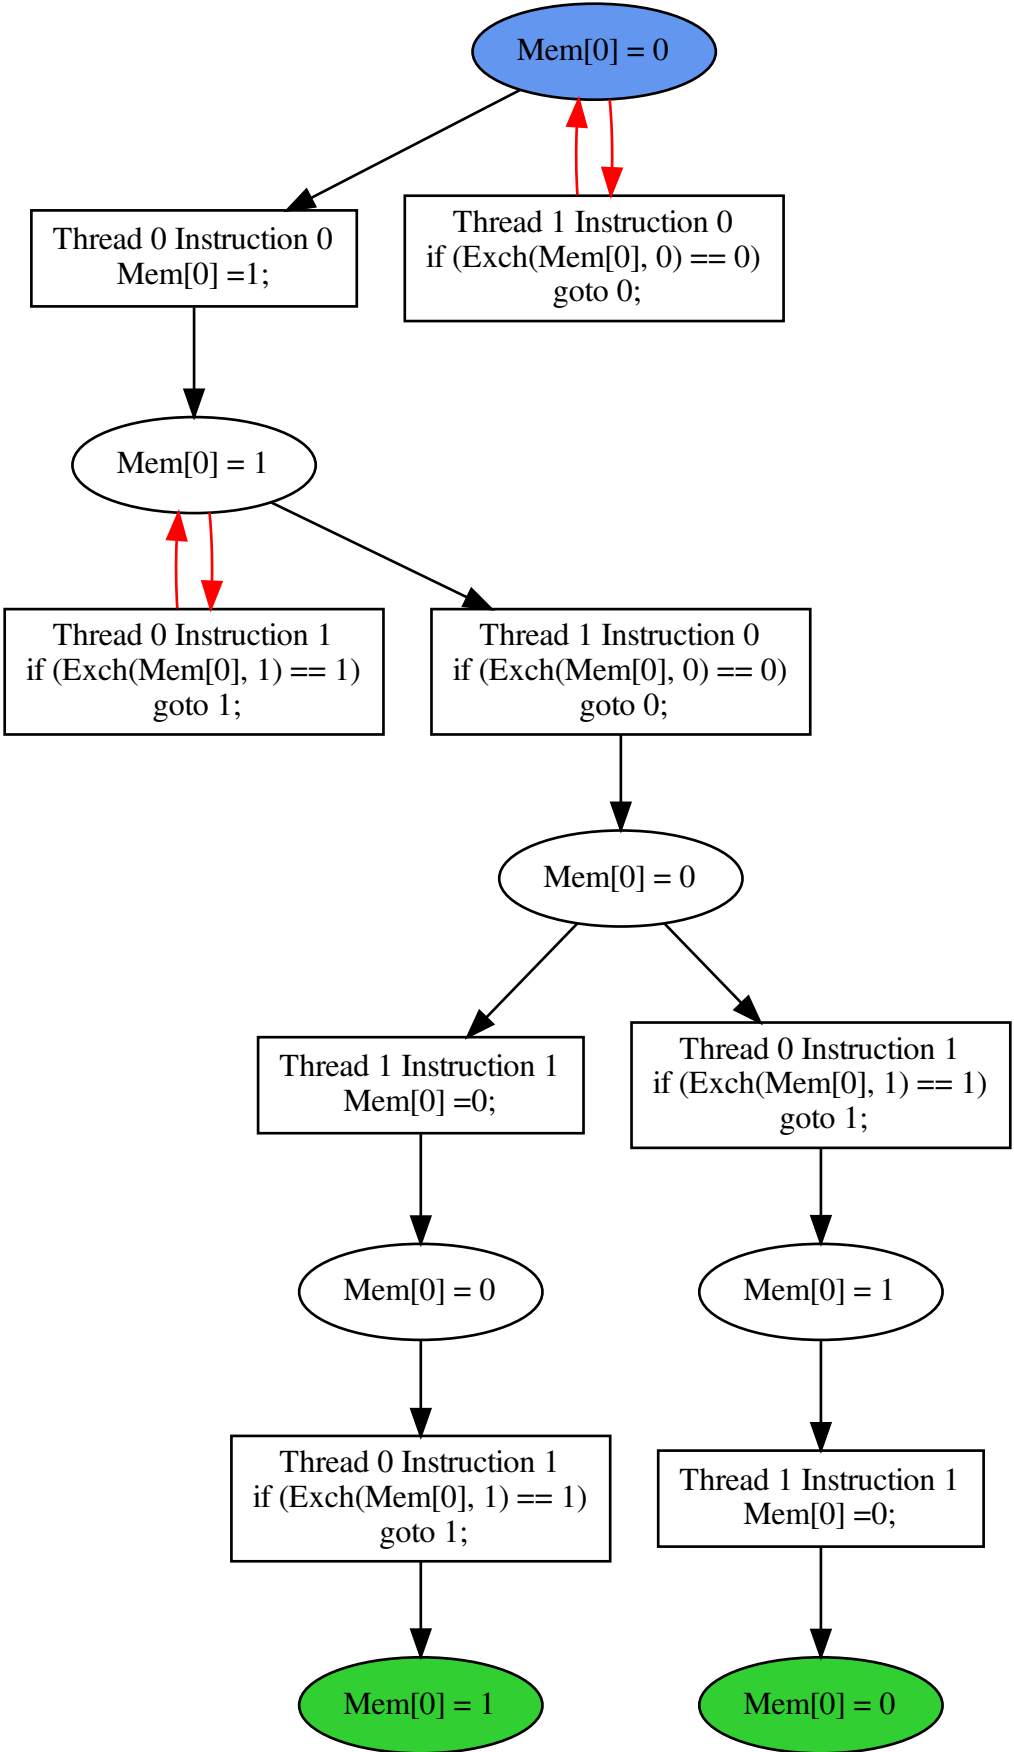 Mem[0] = 0
Thread 0 Instruction 0
Mem[0] =1;
Thread 1 Instruction 0
if (Exch(Mem[0], 0) == 0)
goto 0;
Mem[0] = 1
Thread 0 Instruction 1
if (Exch(Mem[0], 1) == 1)
goto 1;
Thread 1 Instruction 0
if (Exch(Mem[0], 0) == 0)
goto 0;
Mem[0] = 0
Thread 1 Instruction 1
Mem[0] =0;
Thread 0 Instruction 1
if (Exch(Mem[0], 1) == 1)
goto 1;
Mem[0] = 0
Mem[0] = 1
Thread 0 Instruction 1
if (Exch(Mem[0], 1) == 1)
goto 1;
Thread 1 Instruction 1
Mem[0] =0;
Mem[0] = 1
Mem[0] = 0